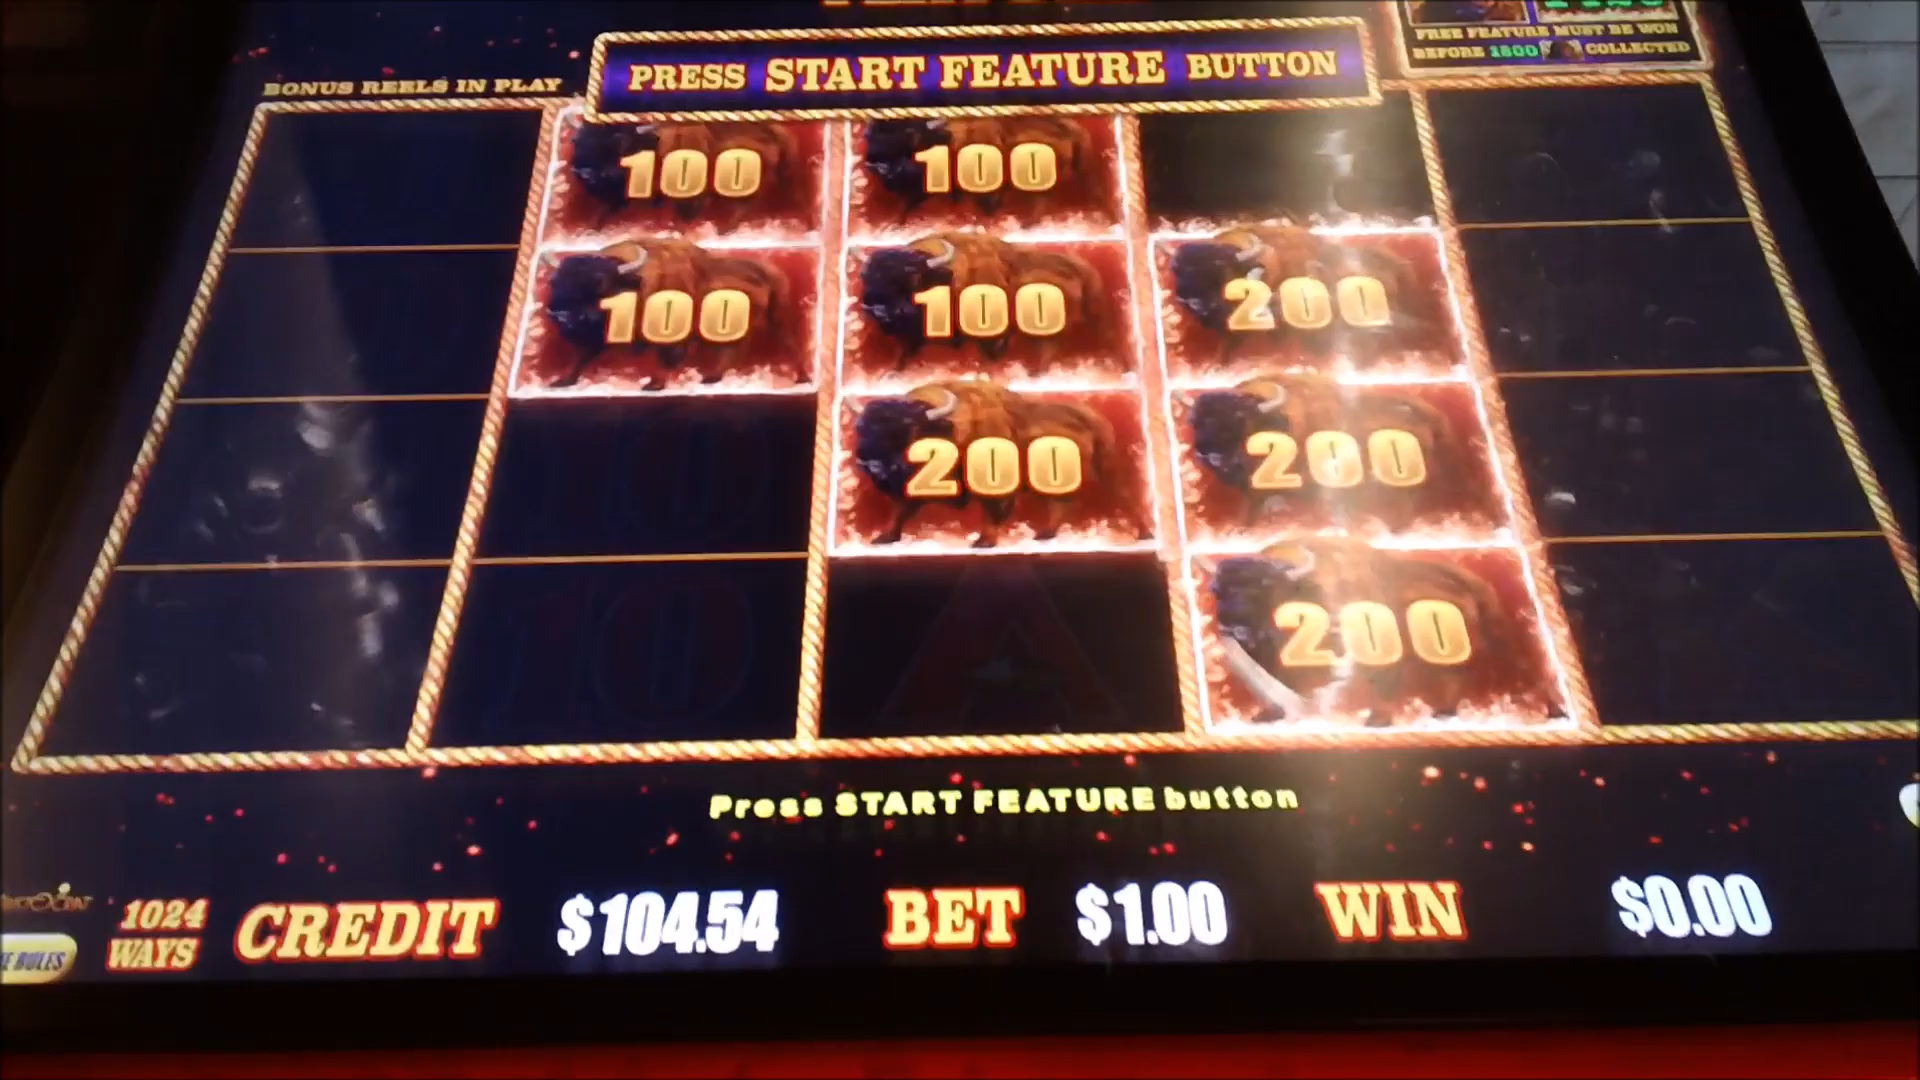 FREE FEATURE MUST BE WON
BEFORE 1800 COLLECTED
PRESS START FEATURE BUTTON
BONUS REELS IN PLAY
100 100
100 100 200
200 200
10
10 A 200
Press START FEATURE button
1024 WAYS
CREDIT $104.54 BET $1.00 WIN $0.00